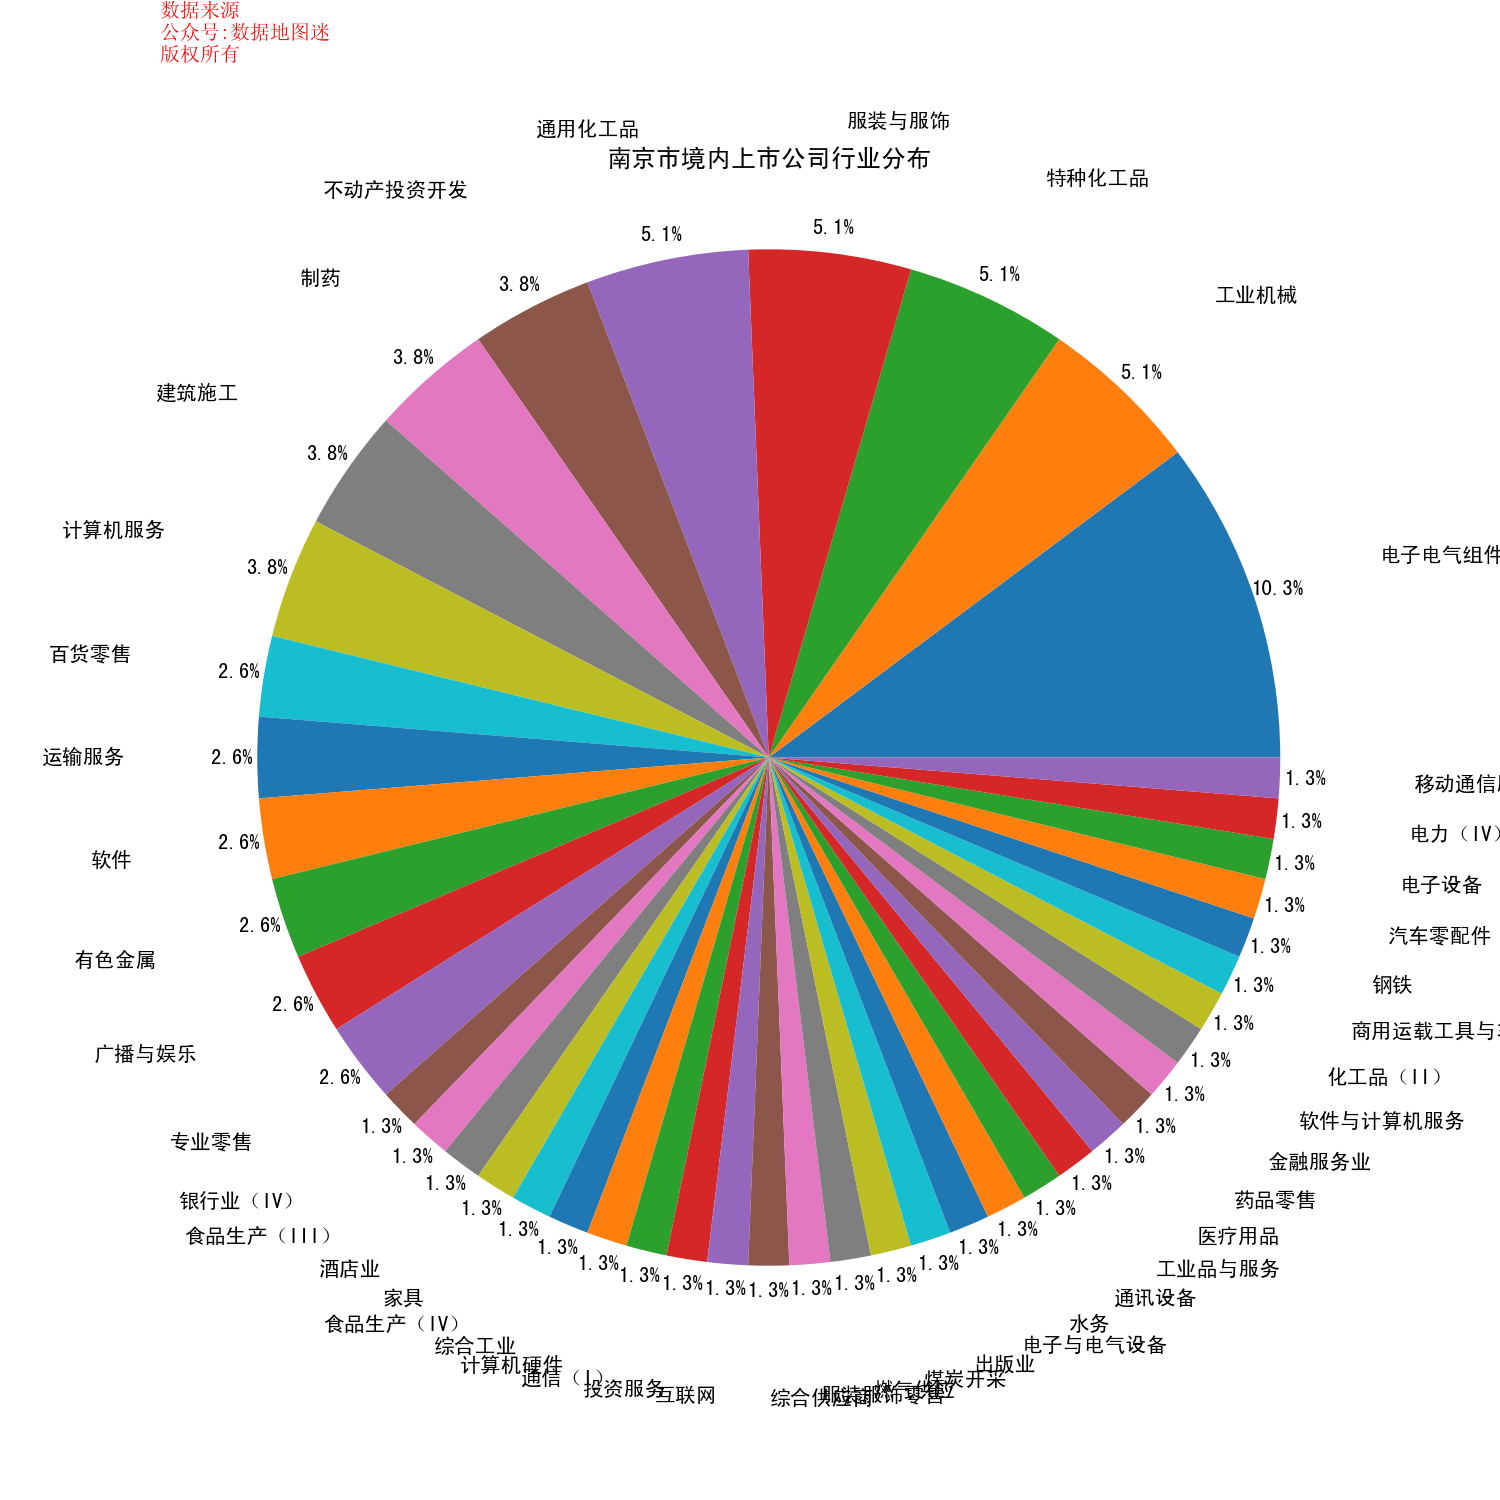 数据来源
公众号:数据地图迷
版权所有
服装与服饰
通用化工品
南京市境内上市公司行业分布
特种化工品
不动产投资开发
5.1%
5.1%
5.1%
制药
3.8%
工业机械
3.8%
5.1%
建筑施工
3.8%
计算机服务
电子电气组件
3.8%
10.3%
百货零售
2.6%
运输服务
2.6%
移动通信
1.3%
电力（IV）
1.3%
软件
2.6%
1.3%
电子设备
1.3%
有色金属
2.6%
汽车零配件
1.3%
钢铁
1.3%
2.6%
商用运载工具与
1.3%
广播与娱乐
1.3%
化工品（II）
2.6%
1.3%
软件与计算机服务
1.3%
1.3%
专业零售
1.3%
1.3%
金融服务业
1.3%
1.3%
药品零售
银行业（IV）
1.3%
1.3%
食品生产（III）
1.3%
1.3%
医疗用品
1.3%
1.3%
酒店业
1.3%
1.3%
工业品与服务
1.3%
1.3%
1.3%
1.3%
1.3%
1.3%
1.3%
家具
通讯设备
食品生产（IV）
水务
综合工业
电子与电气设备
计算机硬件
出版业
通信（I）
煤炭开采
投资服务
燃气供应
互联网
服装服饰零售
综合供应商